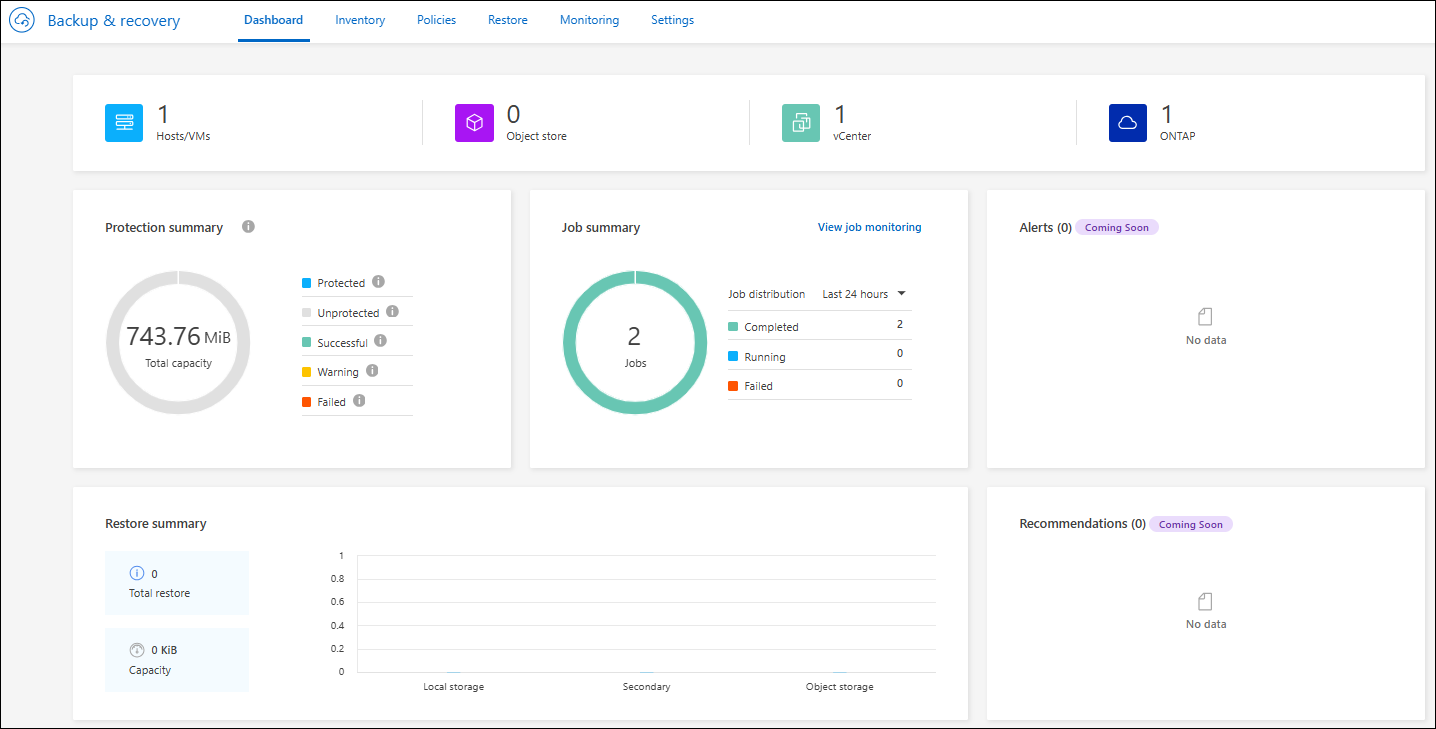 Backup & recovery
Dashboard
Inventory
Policies
Restore
Monitoring
Settings
1
Hosts/VMs
0
Object store
1
vCenter
1
ONTAP
Protection summary
743.76 MiB
Total capacity
Protected
Unprotected
Successful
Warning
Failed
Job summary
View job monitoring
2
Jobs
Job distribution
Last 24 hours
Completed 2
Running 0
Failed 0
Alerts (0) Coming Soon
No data
Restore summary
0
Total restore
0 KiB
Capacity
1
0.8
0.6
0.4
0.2
0
Local storage
Secondary
Object storage
Recommendations (0) Coming Soon
No data